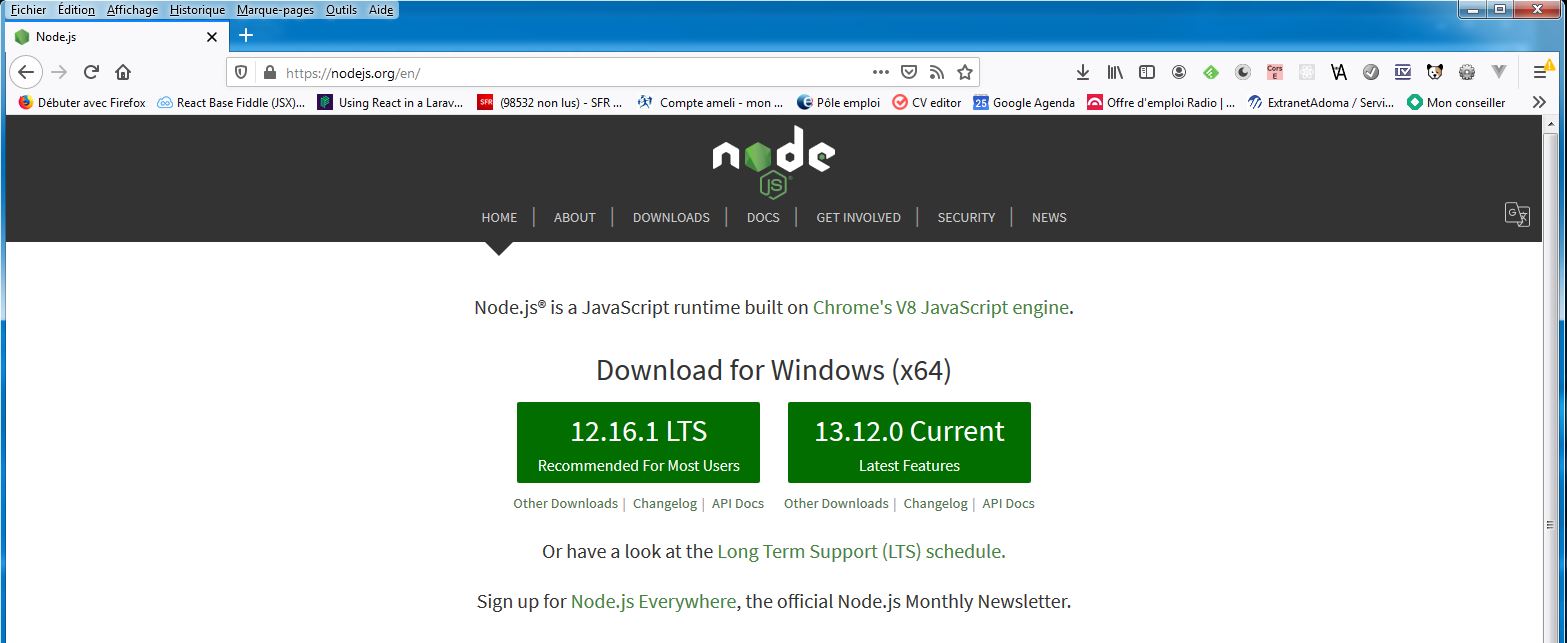 Fichier Édition Affichage Historique Marque-pages Outils Aide
Node.js
https://nodejs.org/en/
Cors
E
Débuter avec Firefox React Base Fiddle (JSX)... Using React in a Larav... SFR (98532 non lus) - SFR ... Compte ameli - mon ... Pôle emploi CV editor 25 Google Agenda Offre d'emploi Radio | ... ExtranetAdoma / Servi... Mon conseiller
node
JS
HOME ABOUT DOWNLOADS DOCS GET INVOLVED SECURITY NEWS
Node.js® is a JavaScript runtime built on Chrome's V8 JavaScript engine.
Download for Windows (x64)
12.16.1 LTS
Recommended For Most Users
13.12.0 Current
Latest Features
Other Downloads | Changelog | API Docs
Other Downloads | Changelog | API Docs
Or have a look at the Long Term Support (LTS) schedule.
Sign up for Node.js Everywhere, the official Node.js Monthly Newsletter.